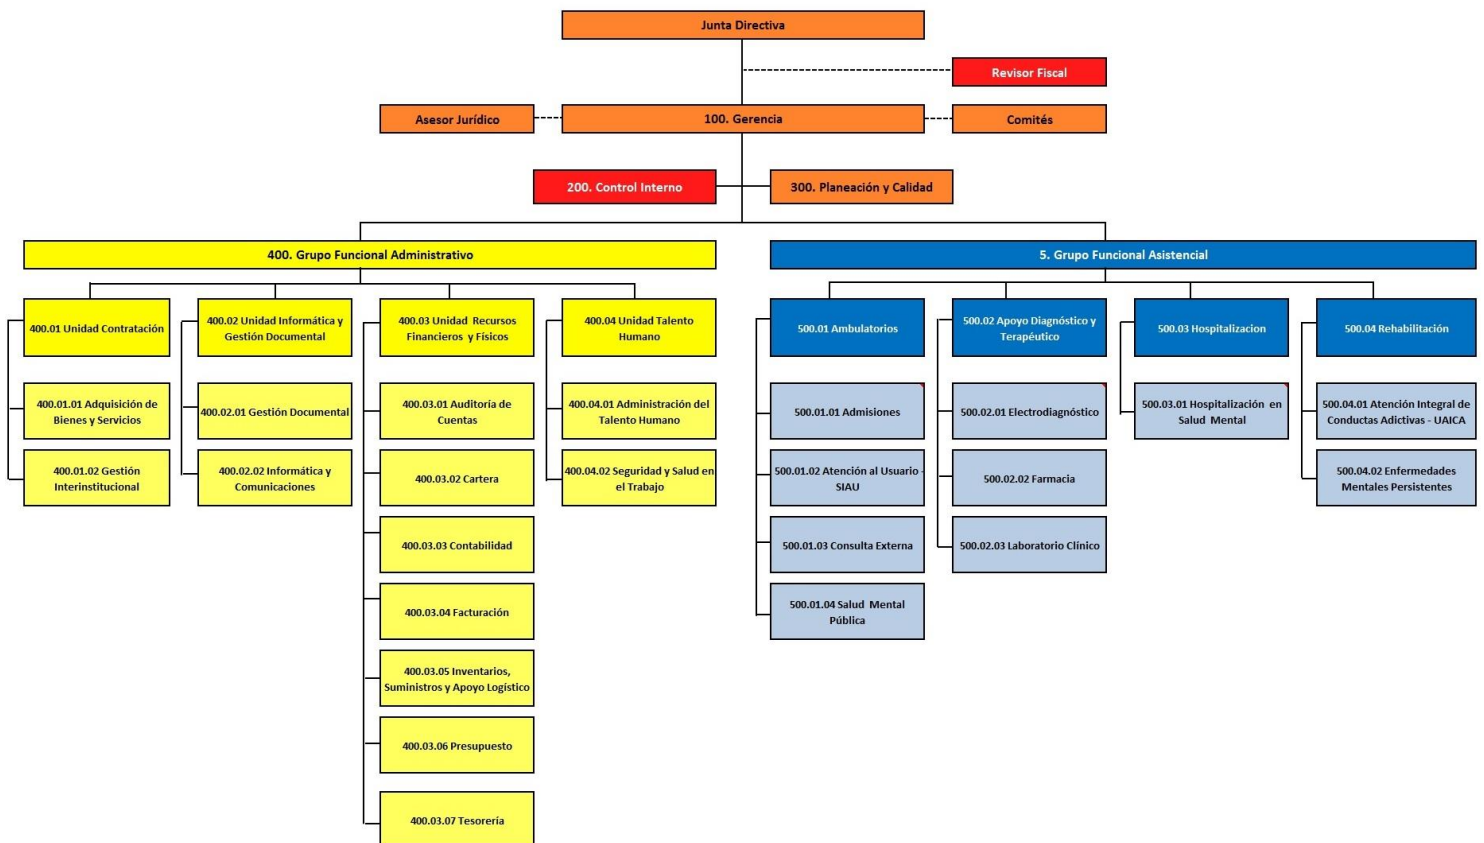 Junta Directiva
Revisor Fiscal
Asesor Jurídico
100. Gerencia
Comités
200. Control Interno
300. Planeación y Calidad
400. Grupo Funcional Administrativo
5. Grupo Funcional Asistencial
400.01 Unidad Contratación
400.02 Unidad Informática y
Gestión Documental
400.03 Unidad Recursos
Financieros y Físicos
400.04 Unidad Talento
Humano
500.01 Ambulatorios
500.02 Apoyo Diagnóstico y
Terapéutico
500.03 Hospitalizacion
500.04 Rehabilitación
400.01.01 Adquisición de
Bienes y Servicios
400.02.01 Gestión Documental
400.03.01 Auditoría de
Cuentas
400.04.01 Administración del
Talento Humano
500.01.01 Admisiones
500.02.01 Electrodiagnóstico
500.03.01 Hospitalización en
Salud Mental
500.04.01 Atención Integral de
Conductas Adictivas - UAICA
400.01.02 Gestión
Interinstitucional
400.02.02 Informática y
Comunicaciones
400.03.02 Cartera
400.04.02 Seguridad y Salud en
el Trabajo
500.01.02 Atención al Usuario -
SIAU
500.02.02 Farmacia
500.04.02 Enfermedades
Mentales Persistentes
400.03.03 Contabilidad
500.01.03 Consulta Externa
500.02.03 Laboratorio Clínico
400.03.04 Facturación
500.01.04 Salud Mental
Pública
400.03.05 Inventarios,
Suministros y Apoyo Logístico
400.03.06 Presupuesto
400.03.07 Tesorería